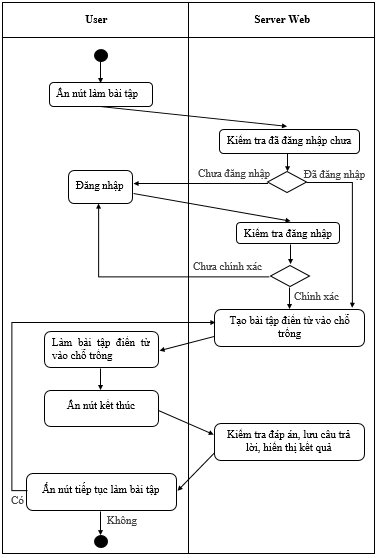 User
Server Web
Ấn nút làm bài tập
Kiểm tra đã đăng nhập chưa
Chưa đăng nhập
Đã đăng nhập
Đăng nhập
Kiểm tra đăng nhập
Chưa chính xác
Chính xác
Tạo bài tập điền từ vào chổ
trống
Làm bài tập điền từ
vào chổ trống
Ấn nút kết thúc
Kiểm tra đáp án, lưu câu trả
lời, hiển thị kết quả
Ấn nút tiếp tục làm bài tập
Có
Không